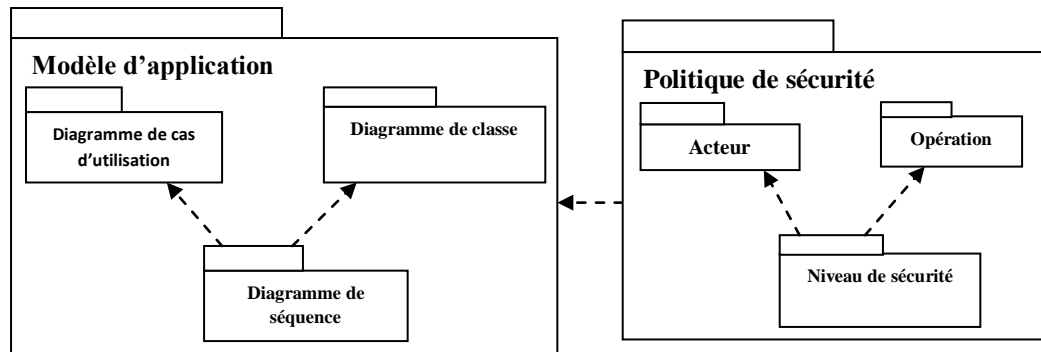 Modèle d'application
Diagramme de cas
d'utilisation
Diagramme de classe
Diagramme de
séquence
Politique de sécurité
Acteur
Opération
Niveau de sécurité